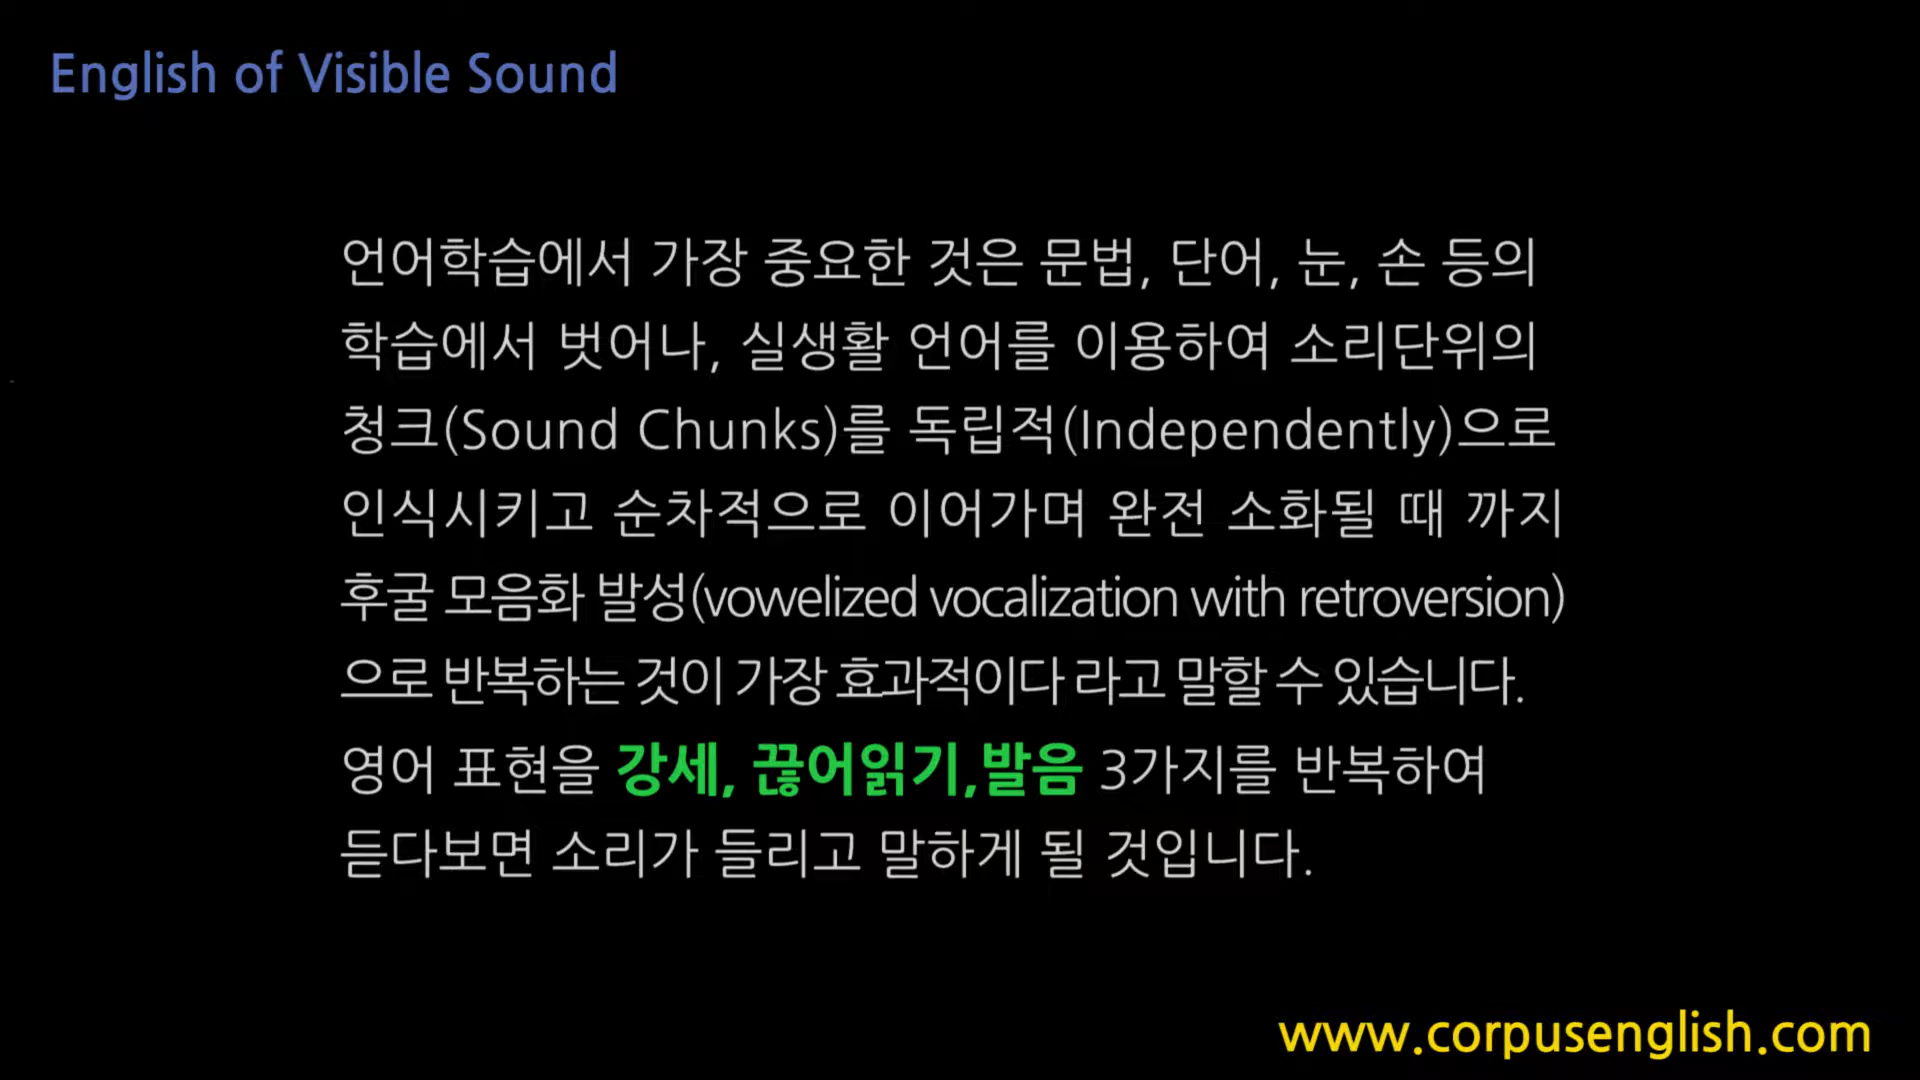 English of Visible Sound
언어학습에서 가장 중요한 것은 문법, 단어, 눈, 손 등의
학습에서 벗어나, 실생활 언어를 이용하여 소리단위의
청크(Sound Chunks)를 독립적(Independently)으로
인식시키고 순차적으로 이어가며 완전 소화될 때 까지
후굴 모음화 발성(vowelized vocalization with retroversion)
으로 반복하는 것이 가장 효과적이다 라고 말할 수 있습니다.
영어 표현을 강세, 끊어읽기,발음 3가지를 반복하여
듣다보면 소리가 들리고 말하게 될 것입니다.
www.corpusenglish.com